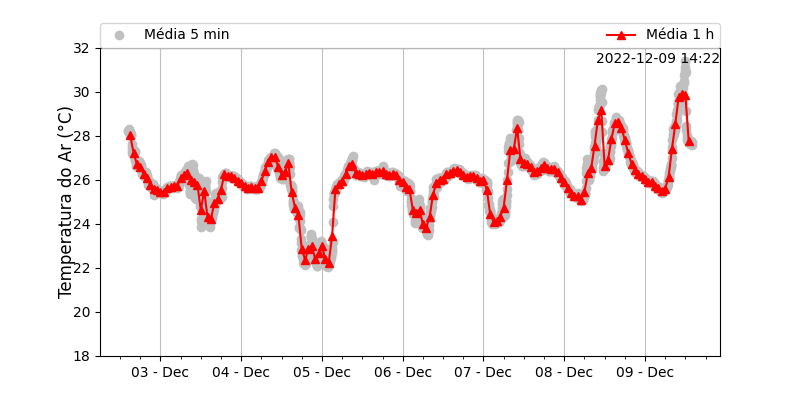 Média 5 min
Média 1 h
2022-12-09 14:22
Temperatura do Ar (°C)
32
30
28
26
24
22
20
18
03 - Dec
04 - Dec
05 - Dec
06 - Dec
07 - Dec
08 - Dec
09 - Dec